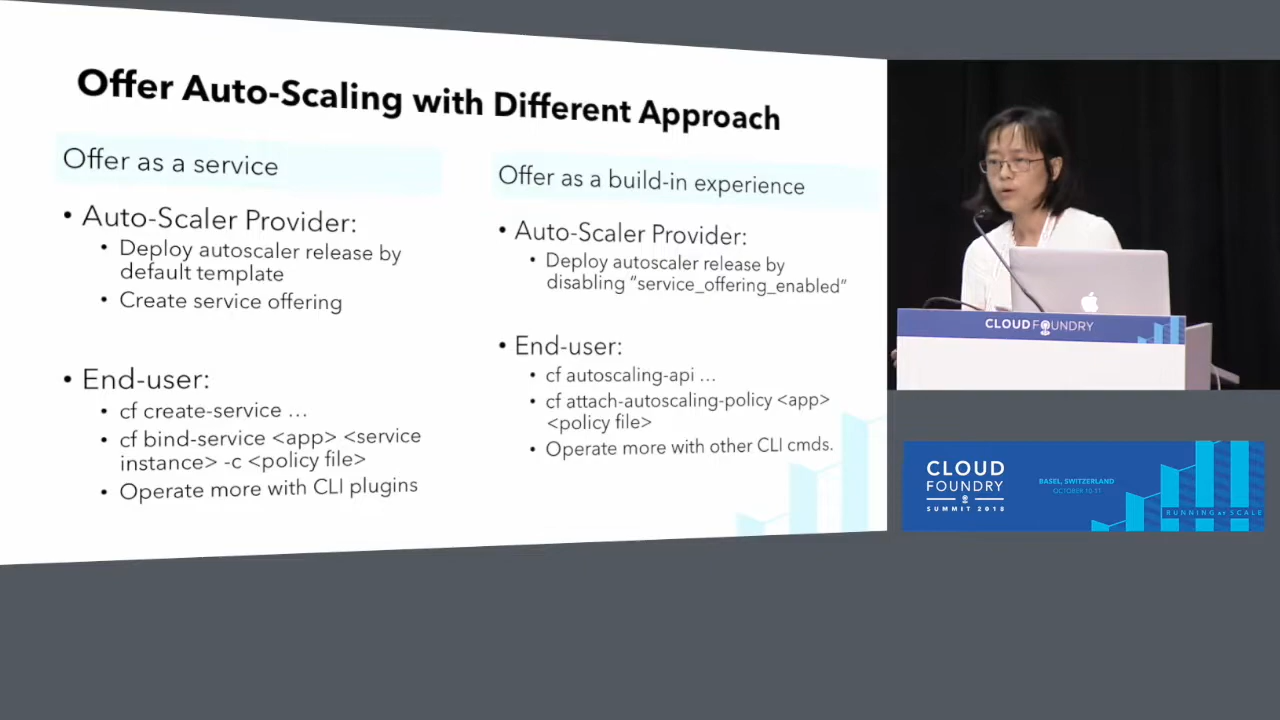 Offer Auto-Scaling with Different Approach
Offer as a service
• Auto-Scaler Provider:
• Deploy autoscaler release by
default template
• Create service offering
• End-user:
• cf create-service …
• cf bind-service <app> <service
instance> -c <policy file>
• Operate more with CLI plugins
Offer as a build-in experience
• Auto-Scaler Provider:
• Deploy autoscaler release by
disabling “service_offering_enabled”
• End-user:
• cf autoscaling-api …
• cf attach-autoscaling-policy <app>
<policy file>
• Operate more with other CLI cmds.
CLOUD FOUNDRY
CLOUD
FOUNDRY
SUMMIT 2018
BASEL, SWITZERLAND
OCTOBER 10-11
RUNNING AT SCALE